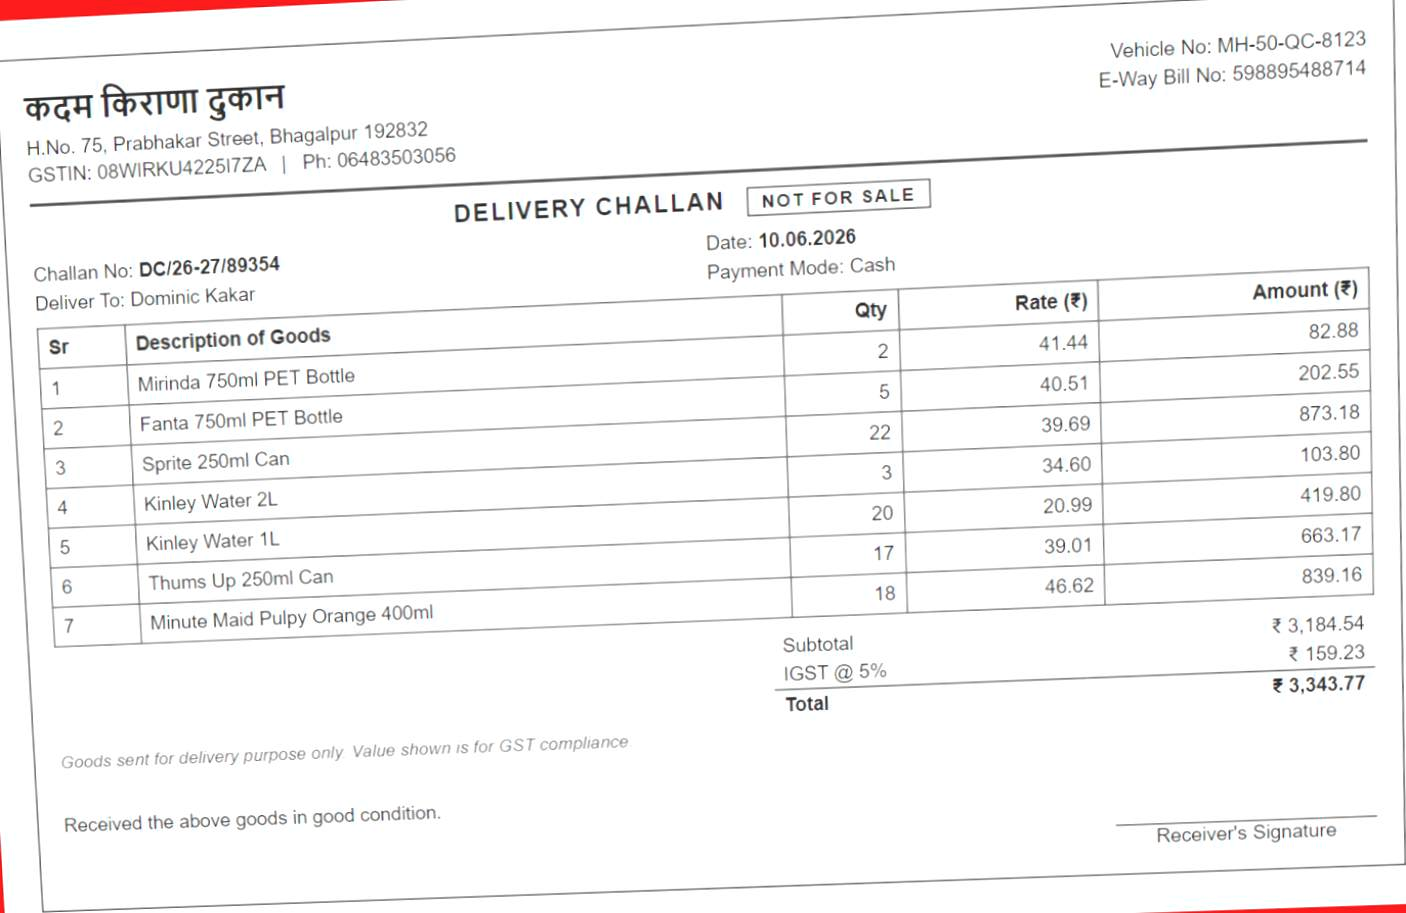 कदम किराणा दुकान
H.No. 75, Prabhakar Street, Bhagalpur 192832
GSTIN: 08WIRKU4225I7ZA | Ph: 06483503056
Vehicle No: MH-50-QC-8123
E-Way Bill No: 598895488714
DELIVERY CHALLAN NOT FOR SALE
Challan No: DC/26-27/89354
Deliver To: Dominic Kakar
Date: 10.06.2026
Payment Mode: Cash
Sr Description of Goods Qty Rate (₹) Amount (₹)
1 Mirinda 750ml PET Bottle 2 41.44 82.88
2 Fanta 750ml PET Bottle 5 40.51 202.55
3 Sprite 250ml Can 22 39.69 873.18
4 Kinley Water 2L 3 34.60 103.80
5 Kinley Water 1L 20 20.99 419.80
6 Thums Up 250ml Can 17 39.01 663.17
7 Minute Maid Pulpy Orange 400ml 18 46.62 839.16
Subtotal ₹ 3,184.54
IGST @ 5% ₹ 159.23
Total ₹ 3,343.77
Goods sent for delivery purpose only. Value shown is for GST compliance
Received the above goods in good condition.
Receiver's Signature